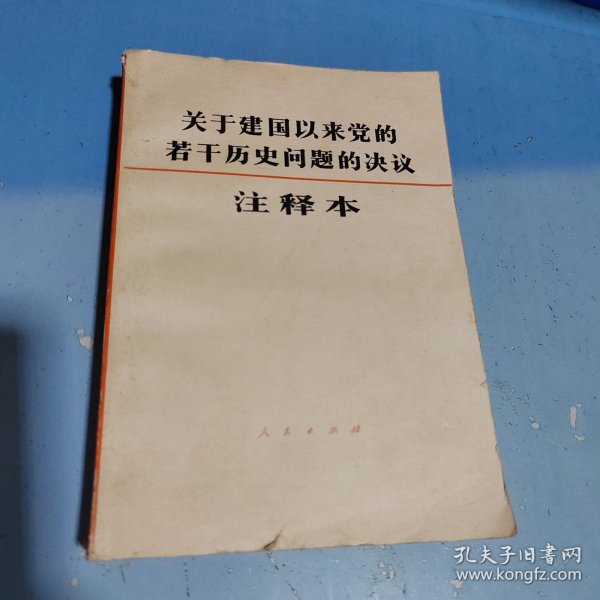 关于建国以来党的
若干历史问题的决议
注释本
人民出版社
孔夫子旧書网
www.kongfz.com